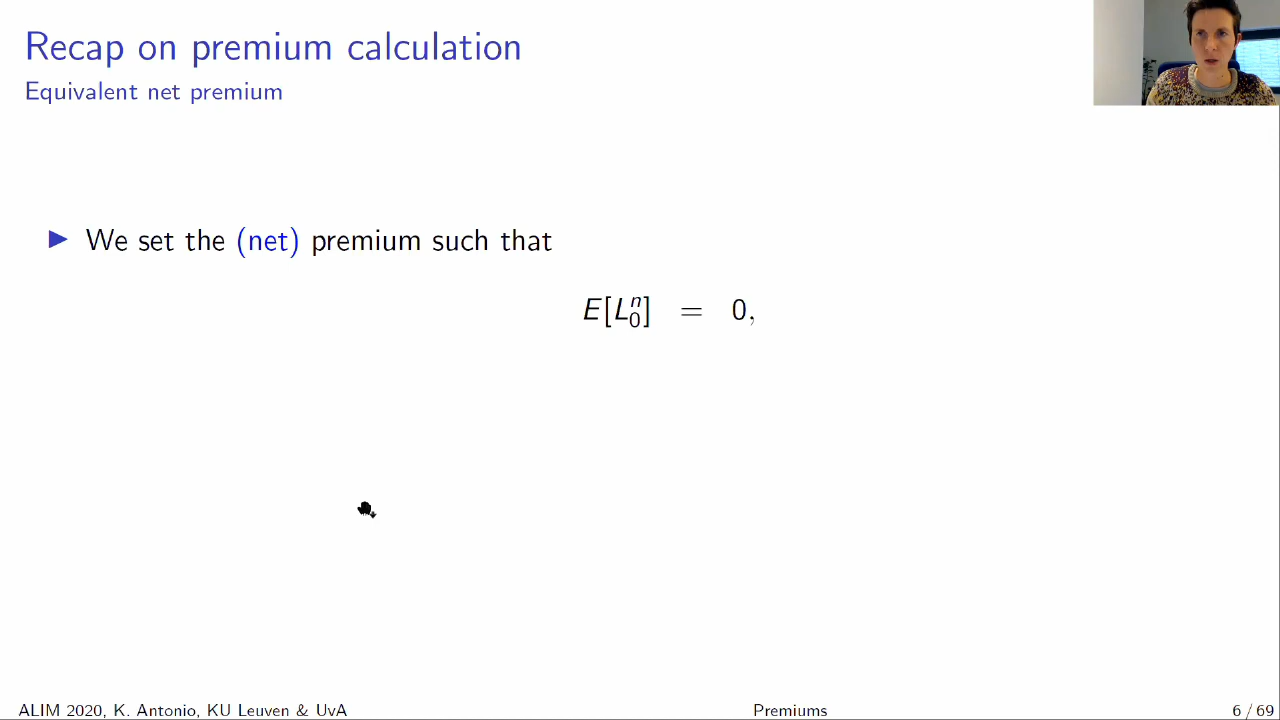 Recap on premium calculation
Equivalent net premium
▶ We set the (net) premium such that
E[L₀ⁿ] = 0,
ALIM 2020, K. Antonio, KU Leuven & UvA
Premiums
6 / 69